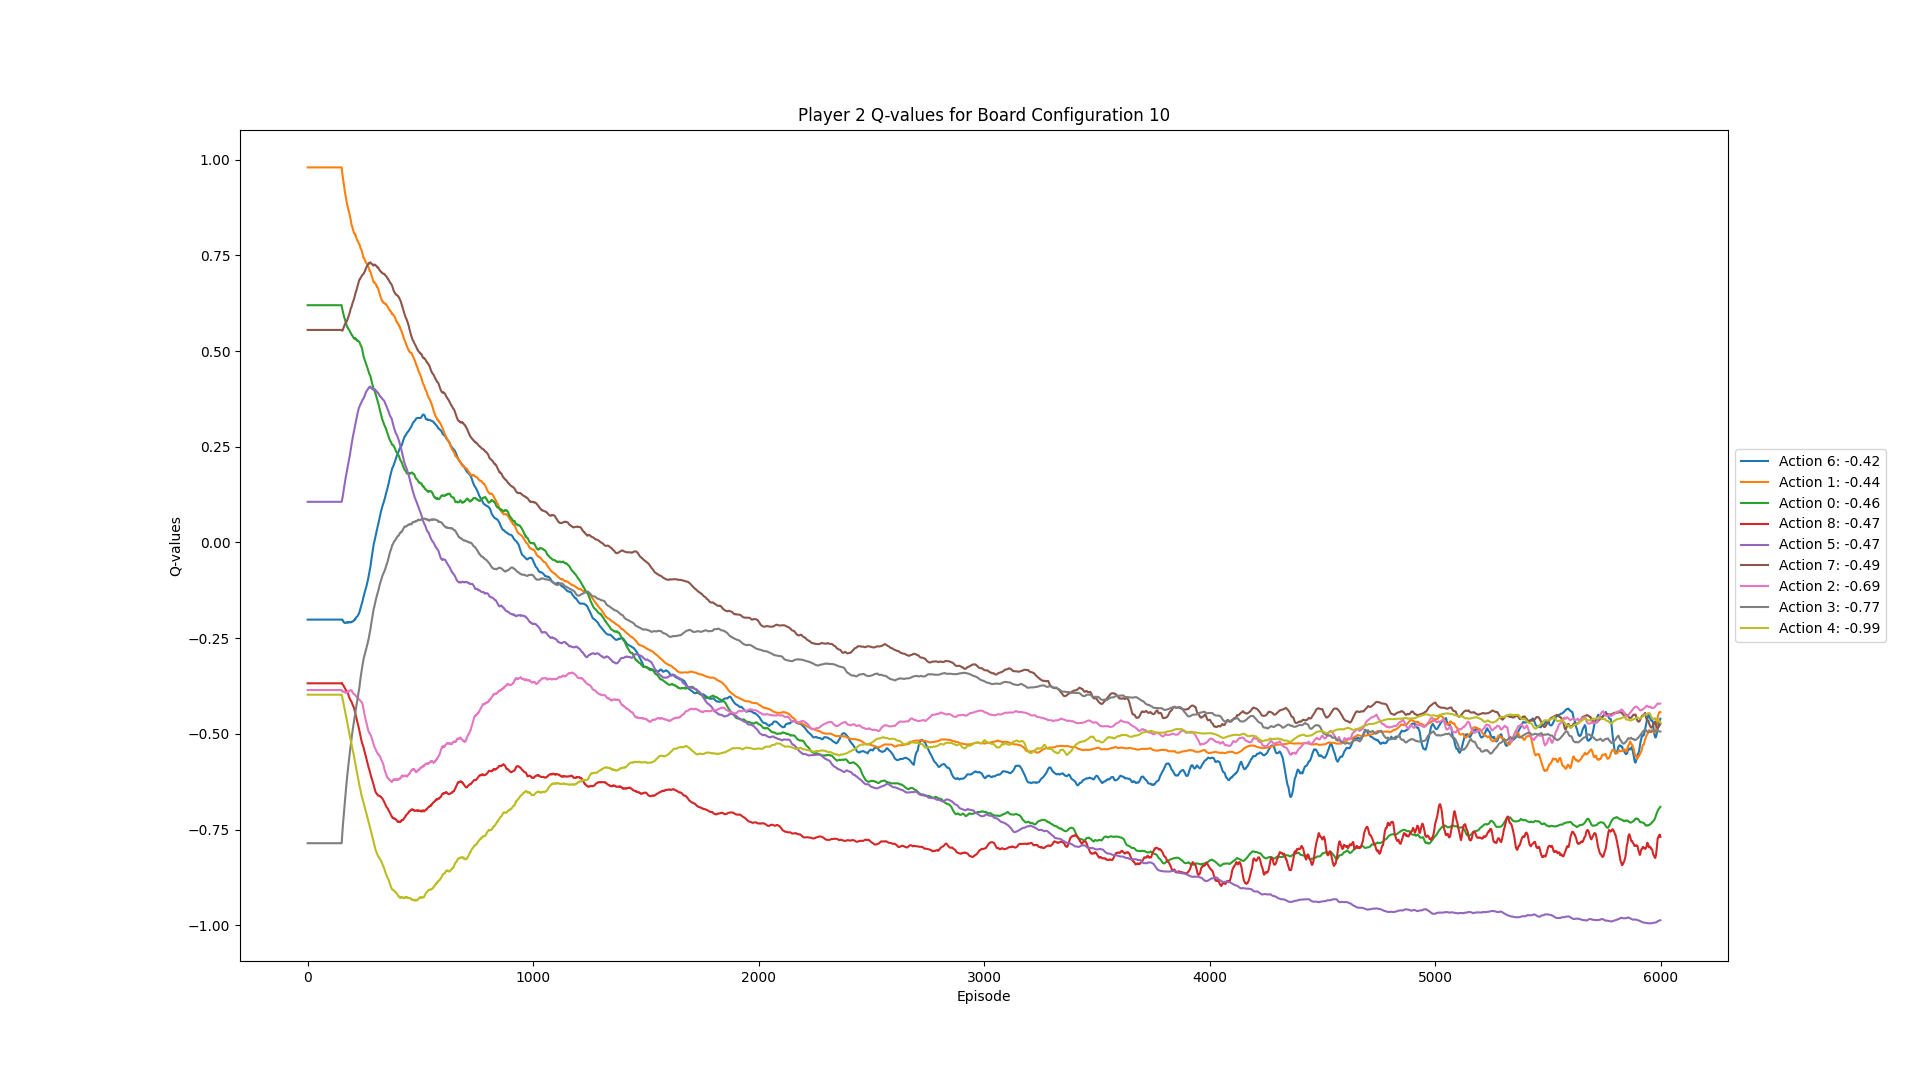 Player 2 Q-values for Board Configuration 10
1.00
0.75
0.50
0.25
0.00
−0.25
−0.50
−0.75
−1.00
Q-values
0 1000 2000 3000 4000 5000 6000
Episode
Action 6: -0.42
Action 1: -0.44
Action 0: -0.46
Action 8: -0.47
Action 5: -0.47
Action 7: -0.49
Action 2: -0.69
Action 3: -0.77
Action 4: -0.99